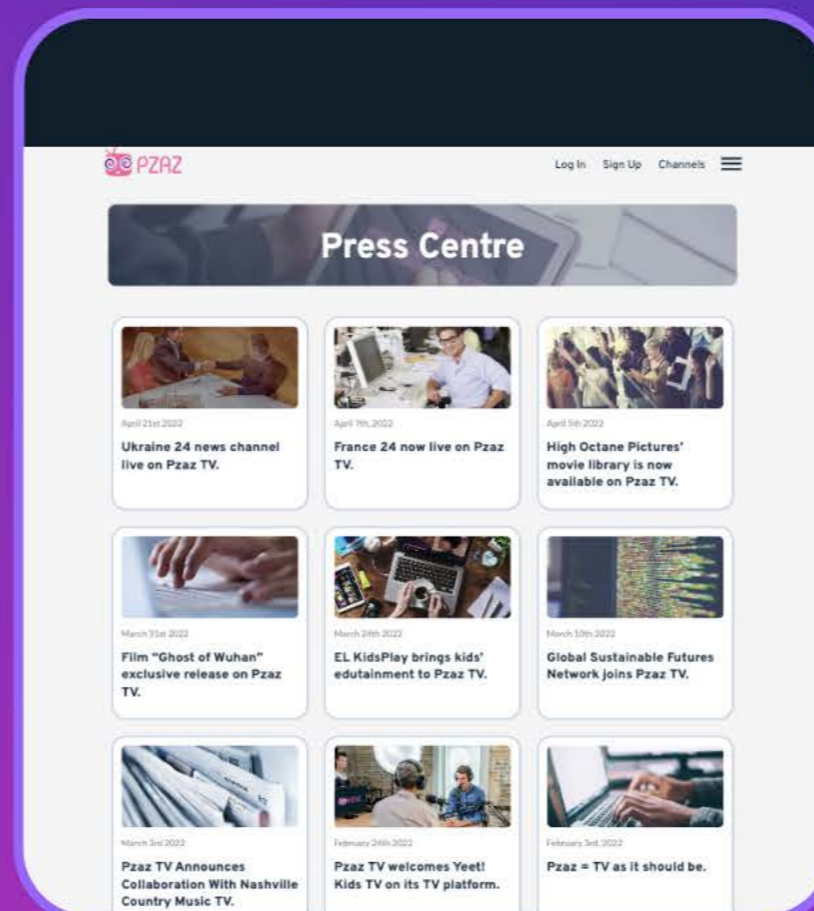 PZAZ
Log In Sign Up Channels
Press Centre
April 21st 2022
Ukraine 24 news channel
live on Pzaz TV.
April 7th, 2022
France 24 now live on Pzaz
TV.
April 5th 2022
High Octane Pictures'
movie library is now
available on Pzaz TV.
March 31st 2022
Film "Ghost of Wuhan"
exclusive release on Pzaz
TV.
March 24th 2022
EL KidsPlay brings kids'
edutainment to Pzaz TV.
March 10th 2022
Global Sustainable Futures
Network joins Pzaz TV.
March 3rd 2022
Pzaz TV Announces
Collaboration With Nashville
Country Music TV.
February 24th 2022
Pzaz TV welcomes Yeet!
Kids TV on its TV platform.
February 3rd, 2022
Pzaz = TV as it should be.